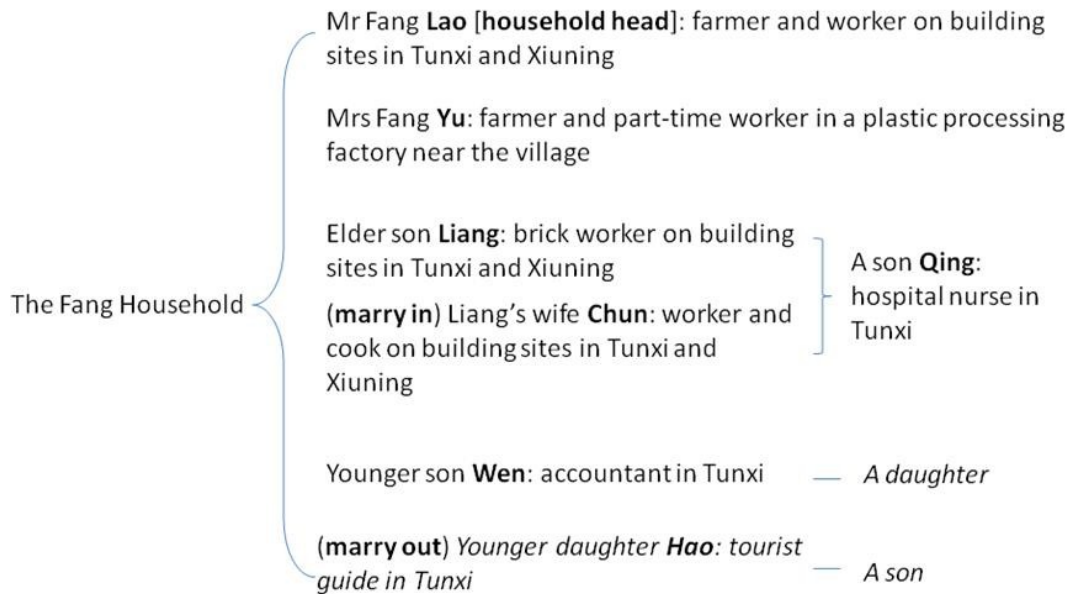 Mr Fang Lao [household head]: farmer and worker on building
sites in Tunxi and Xiuning
Mrs Fang Yu: farmer and part-time worker in a plastic processing
factory near the village
Elder son Liang: brick worker on building
sites in Tunxi and Xiuning
(marry in) Liang's wife Chun: worker and
cook on building sites in Tunxi and
Xiuning
A son Qing:
hospital nurse in
Tunxi
The Fang Household
Younger son Wen: accountant in Tunxi
A daughter
(marry out) Younger daughter Hao: tourist
guide in Tunxi
A son